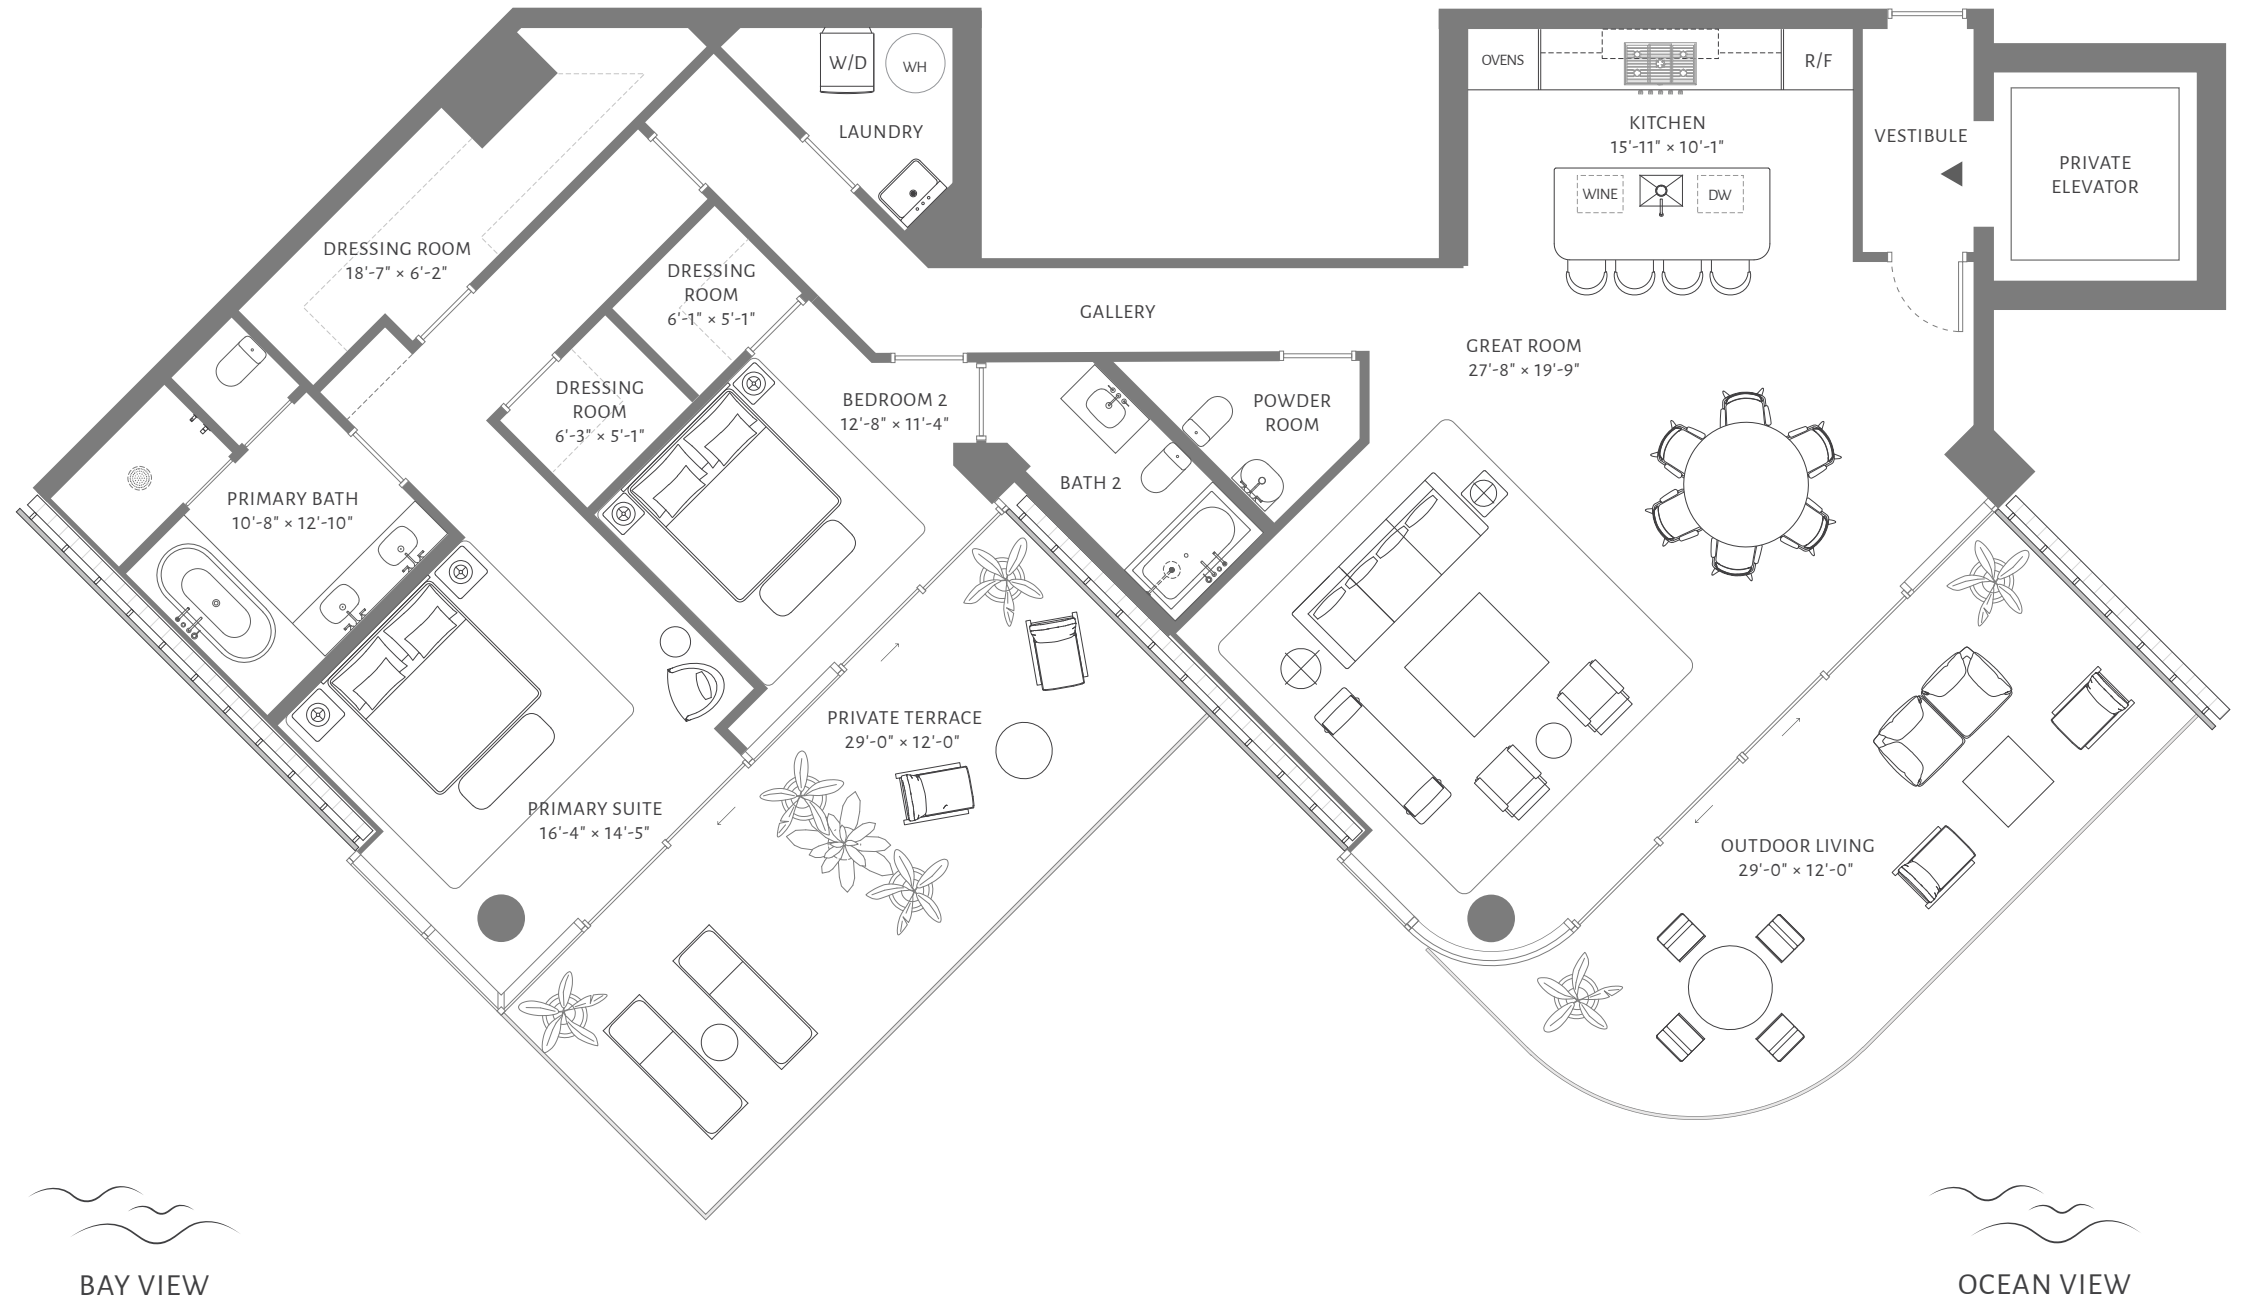 W/D
WH
LAUNDRY
OVENS
R/F
KITCHEN
15'-11" × 10'-1"
VESTIBULE
PRIVATE
ELEVATOR
WINE
DW
DRESSING ROOM
18'-7" × 6'-2"
DRESSING
ROOM
6'-1" × 5'-1"
GALLERY
GREAT ROOM
27'-8" × 19'-9"
DRESSING
ROOM
6'-3" × 5'-1"
BEDROOM 2
12'-8" × 11'-4"
POWDER
ROOM
BATH 2
PRIMARY BATH
10'-8" × 12'-10"
PRIVATE TERRACE
29'-0" × 12'-0"
PRIMARY SUITE
16'-4" × 14'-5"
OUTDOOR LIVING
29'-0" × 12'-0"
BAY VIEW
OCEAN VIEW